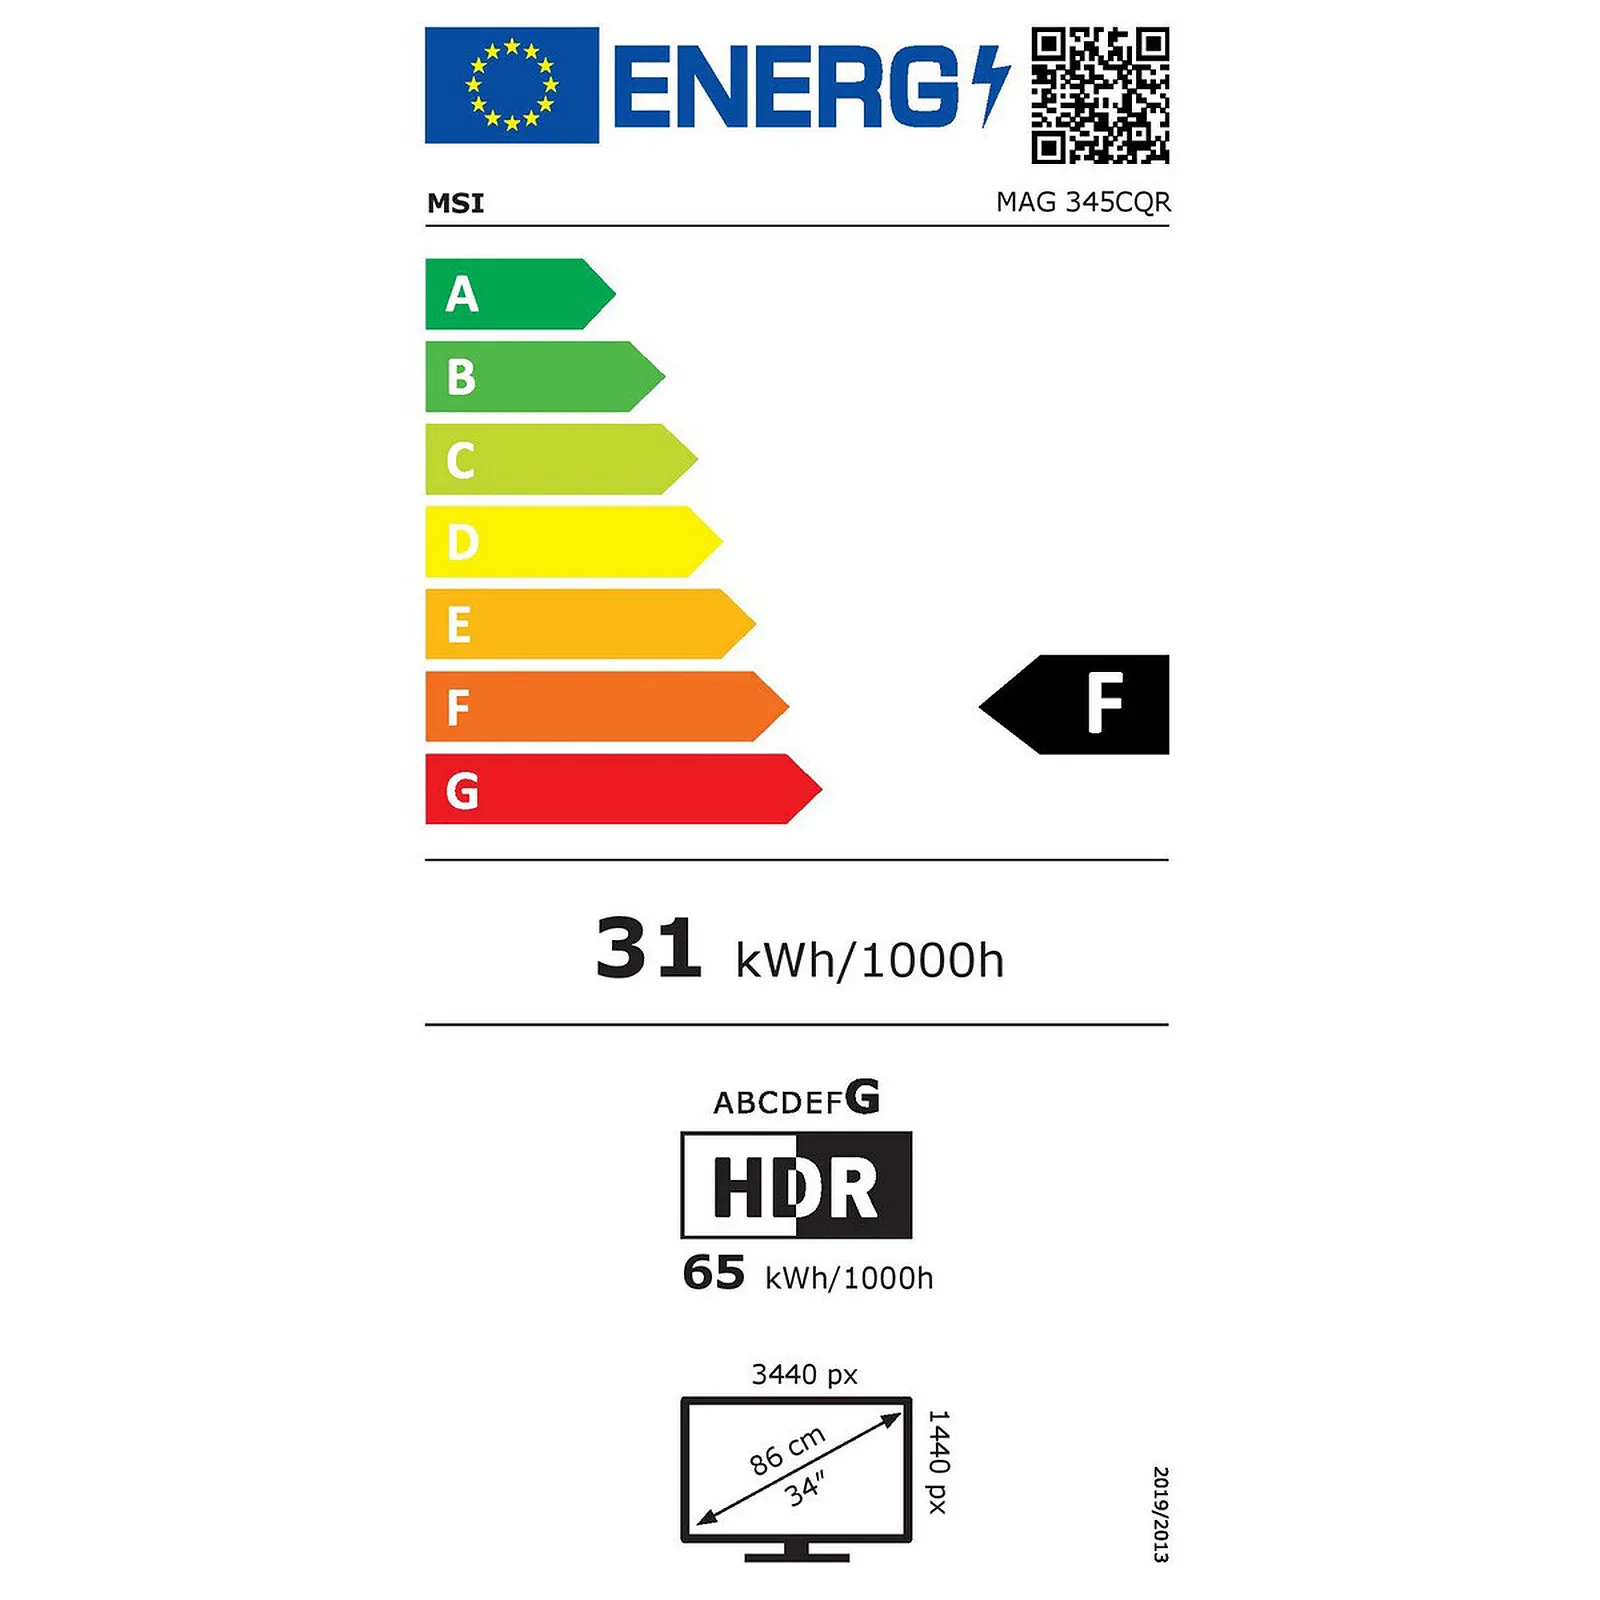 ENERG
MSI
MAG 345CQR
A
B
C
D
E
F
F
G
31 kWh/1000h
ABCDEFG
HDR
65 kWh/1000h
3440 px
1440 px
86 cm
34"
2019/2013